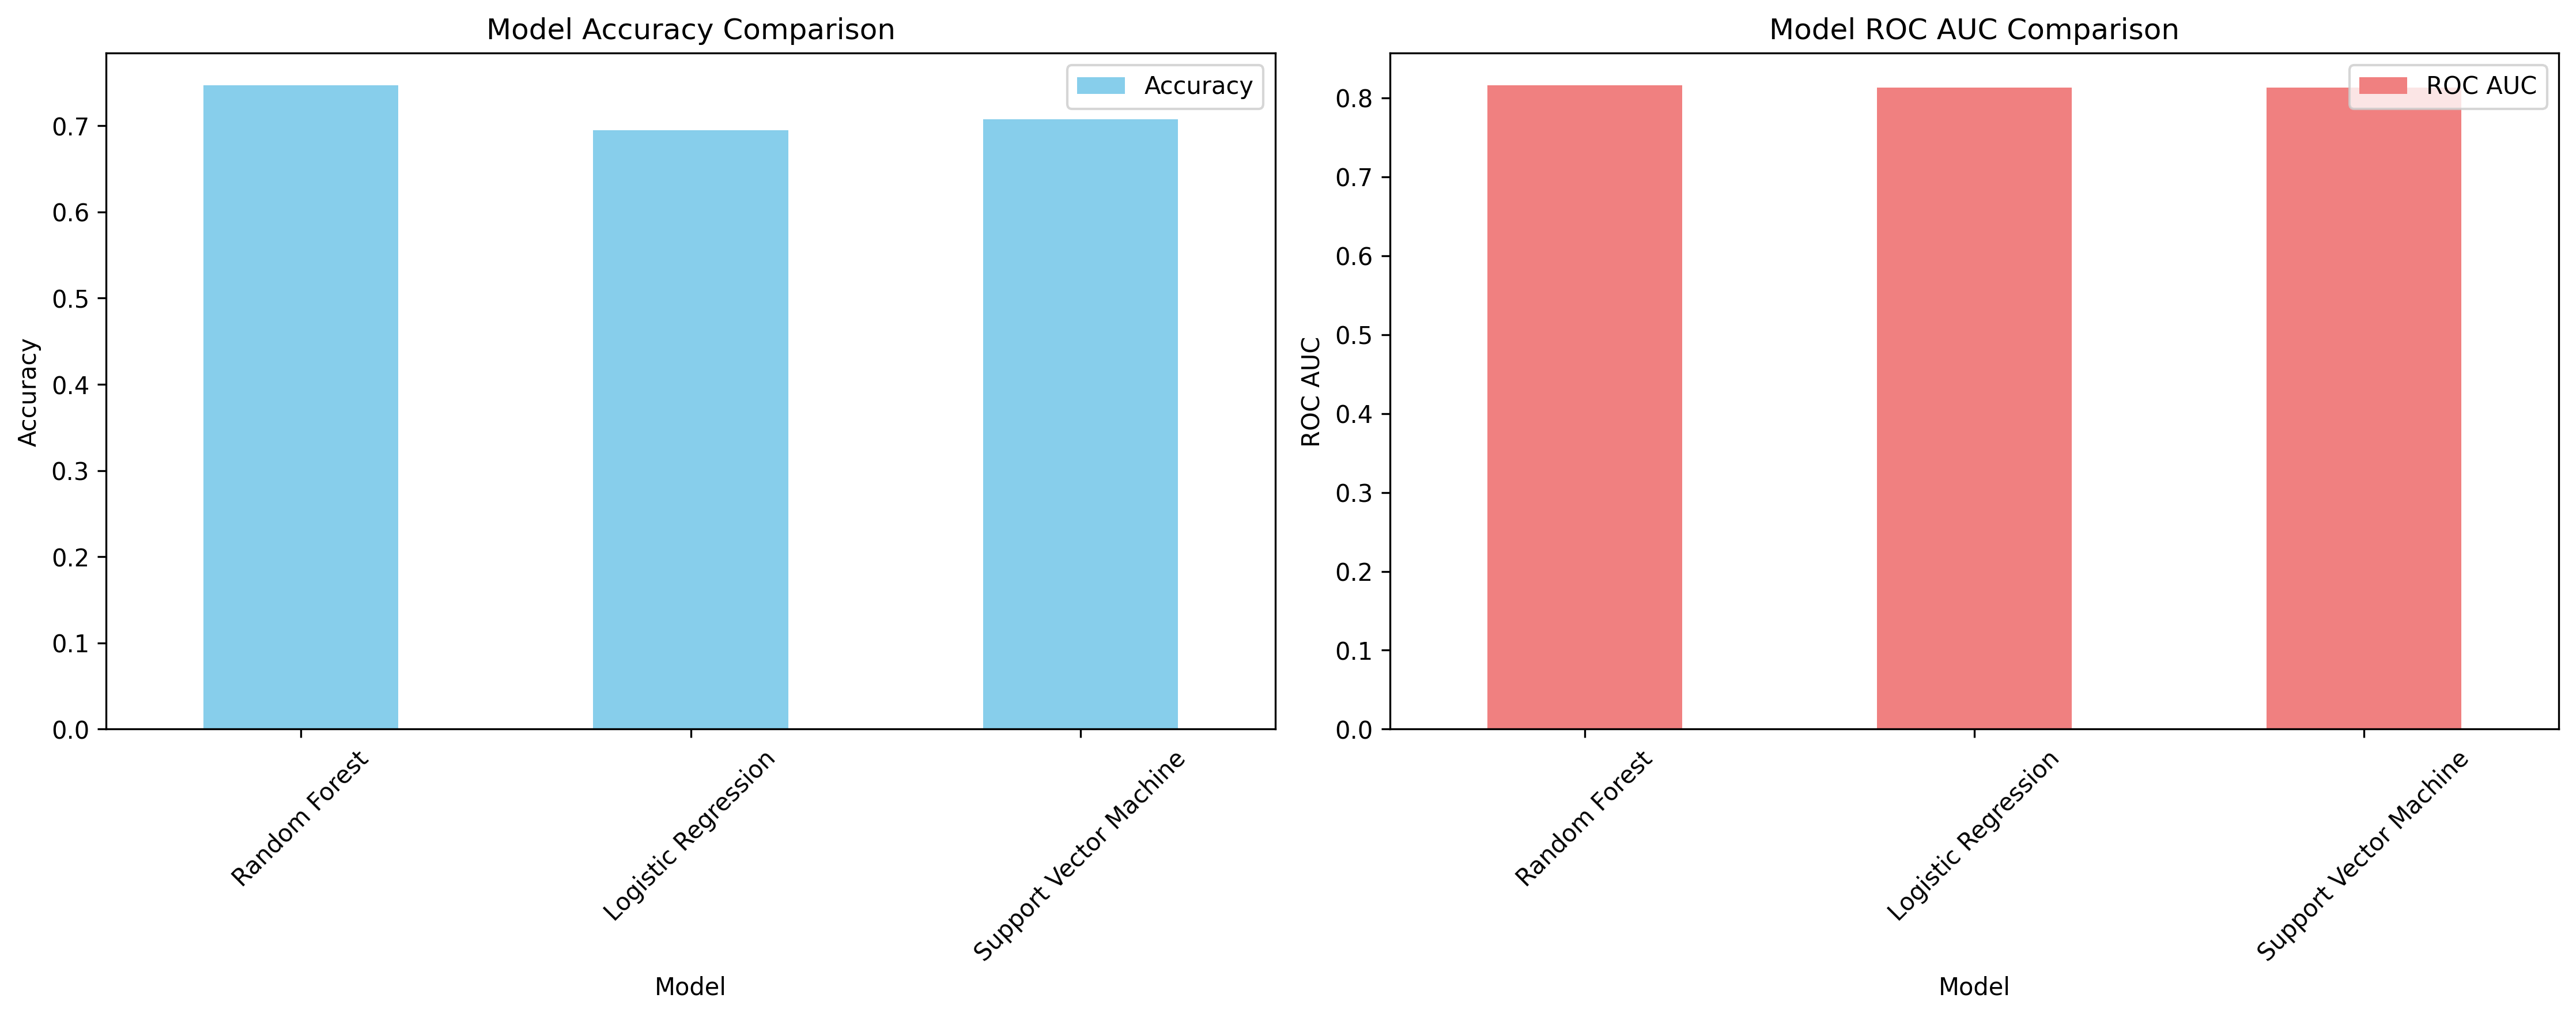 Model Accuracy Comparison
Accuracy
Accuracy
0.7
0.6
0.5
0.4
0.3
0.2
0.1
0.0
Random Forest
Logistic Regression
Support Vector Machine
Model
Model ROC AUC Comparison
ROC AUC
ROC AUC
0.8
0.7
0.6
0.5
0.4
0.3
0.2
0.1
0.0
Random Forest
Logistic Regression
Support Vector Machine
Model